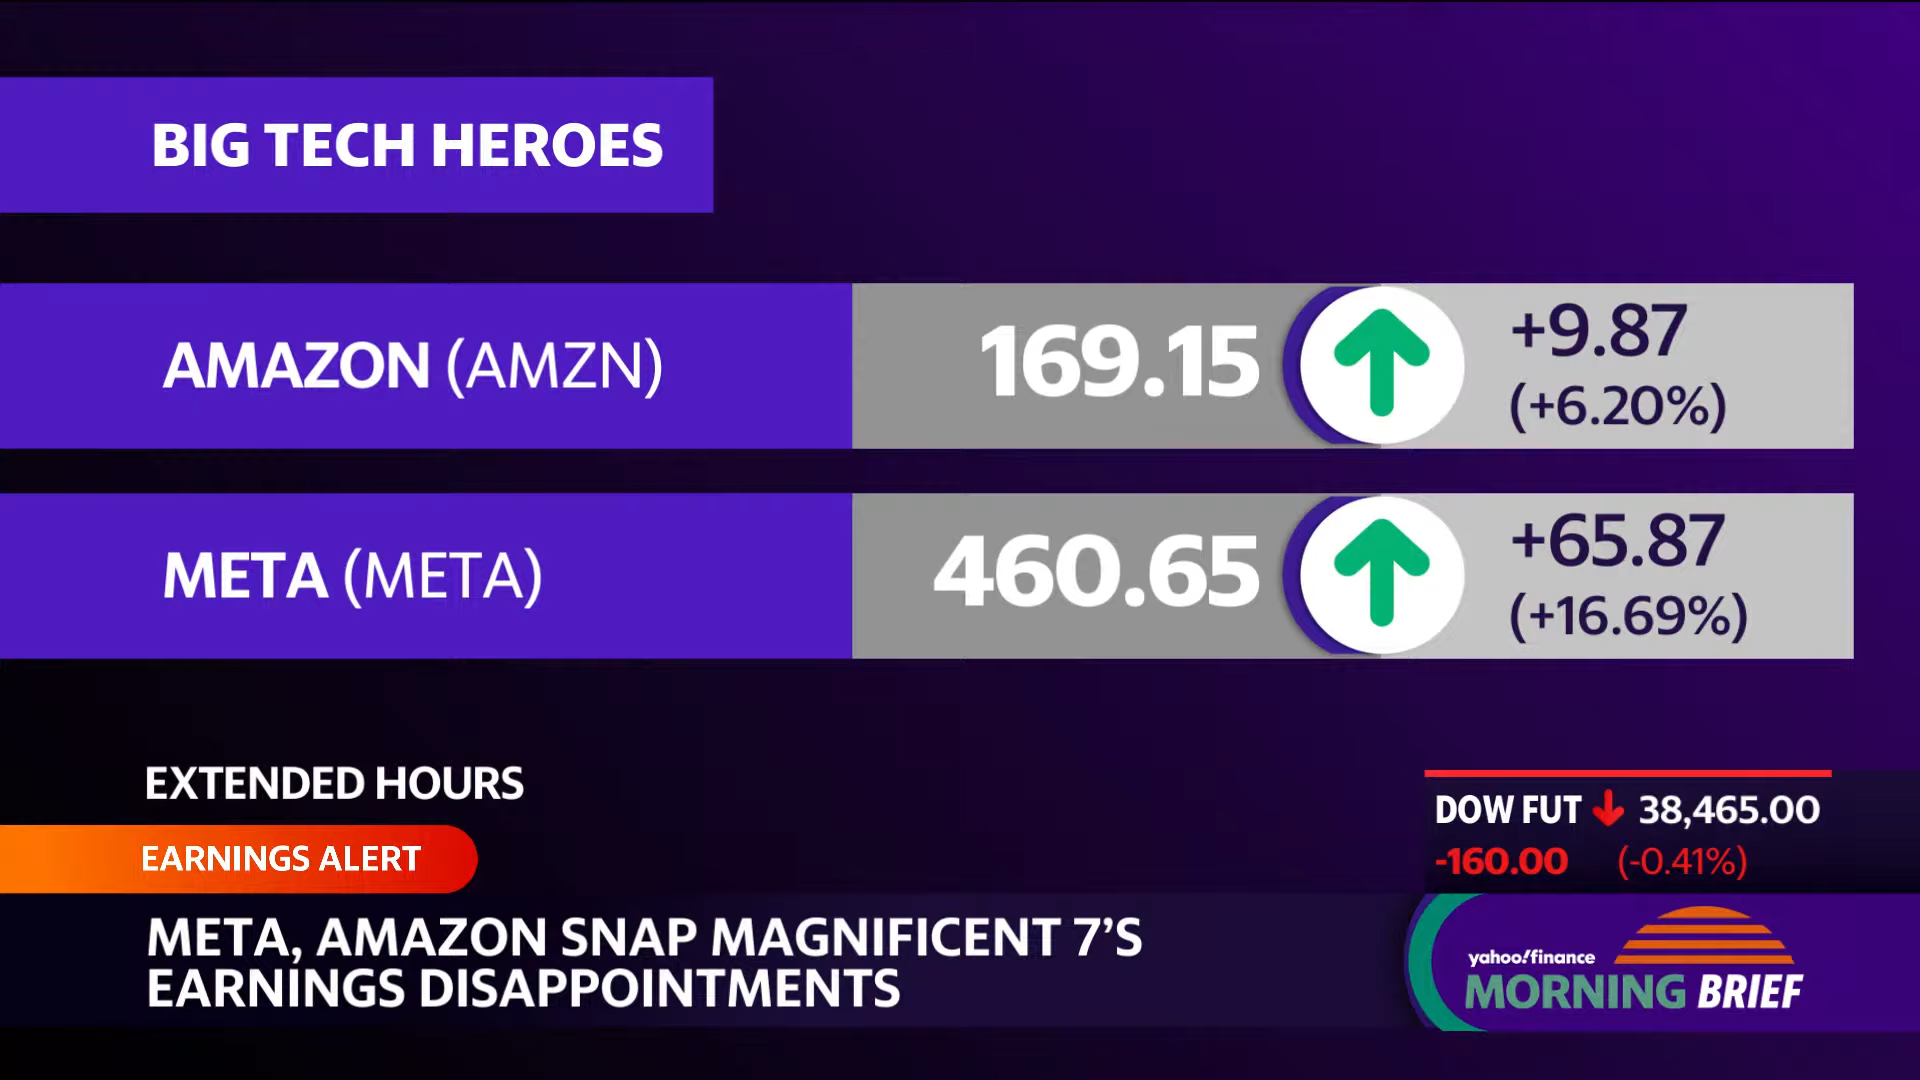 BIG TECH HEROES
AMAZON (AMZN) 169.15 +9.87
(+6.20%)
META (META) 460.65 +65.87
(+16.69%)
EXTENDED HOURS
EARNINGS ALERT
META, AMAZON SNAP MAGNIFICENT 7’S
EARNINGS DISAPPOINTMENTS
DOW FUT 38,465.00
-160.00 (-0.41%)
yahoo!finance
MORNING BRIEF